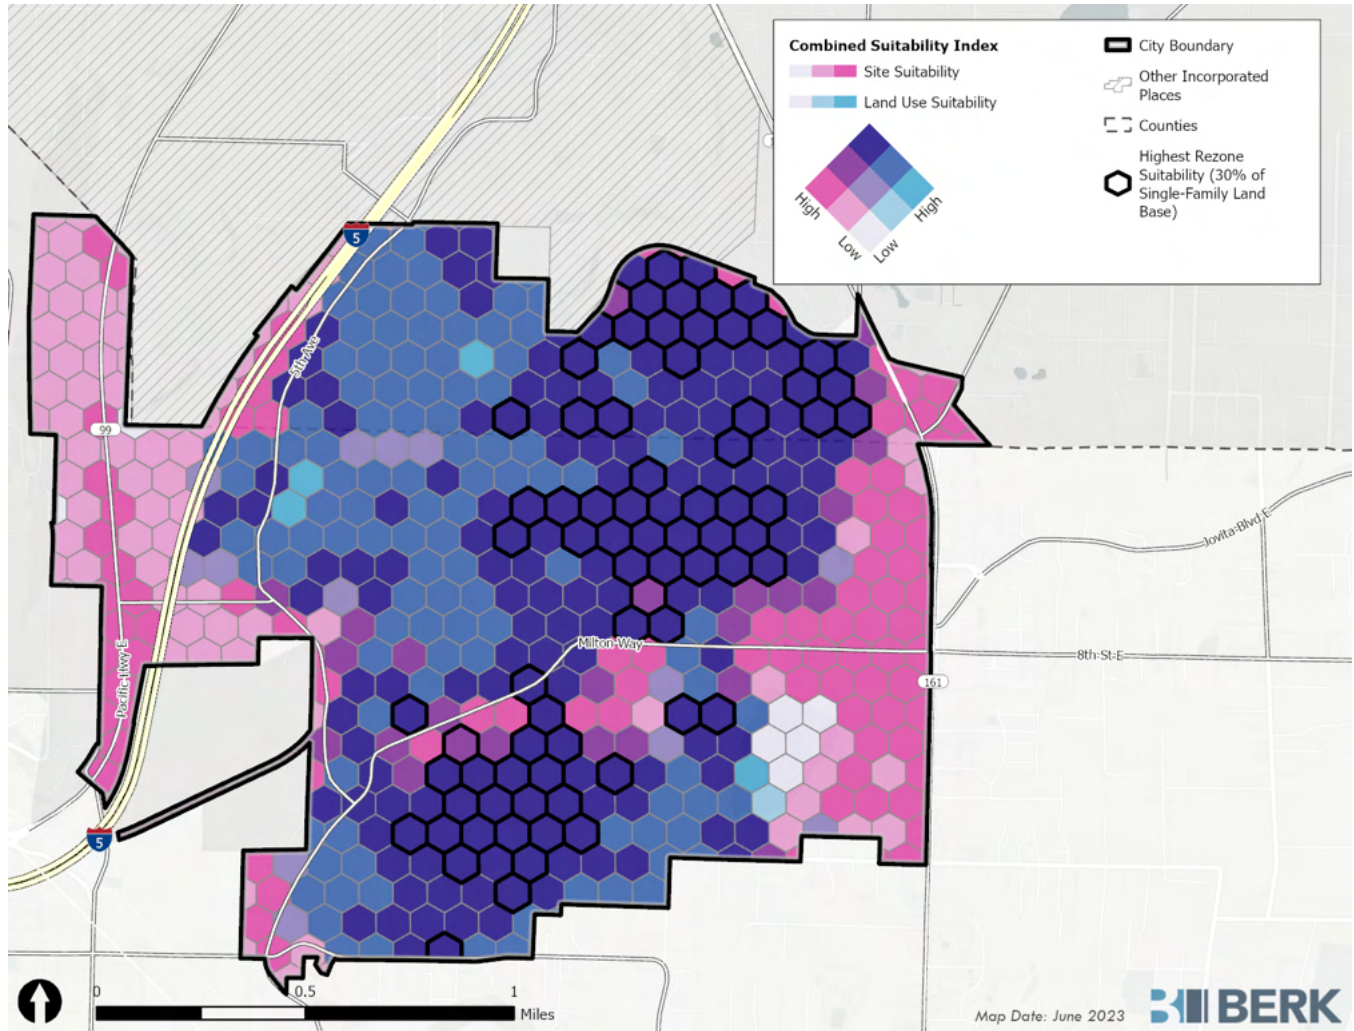 Combined Suitability Index
Site Suitability
Land Use Suitability
High
Low
Low
High
City Boundary
Other Incorporated
Places
Counties
Highest Rezone
Suitability (30% of
Single-Family Land
Base)
5
5th Ave
99
Jovita Blvd E
Milton Way
8th St E
Pacific Hwy E
161
5
0
0.5
1
Miles
Map Date: June 2023
BERK